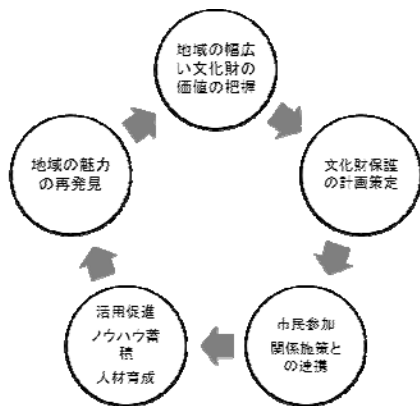 地域の幅広
い文化財の
価値の把握
文化財保護
の計画策定
市民参加
関係施策と
の連携
活用促進
ノウハウ蓄
積
人材育成
地域の魅力
の再発見